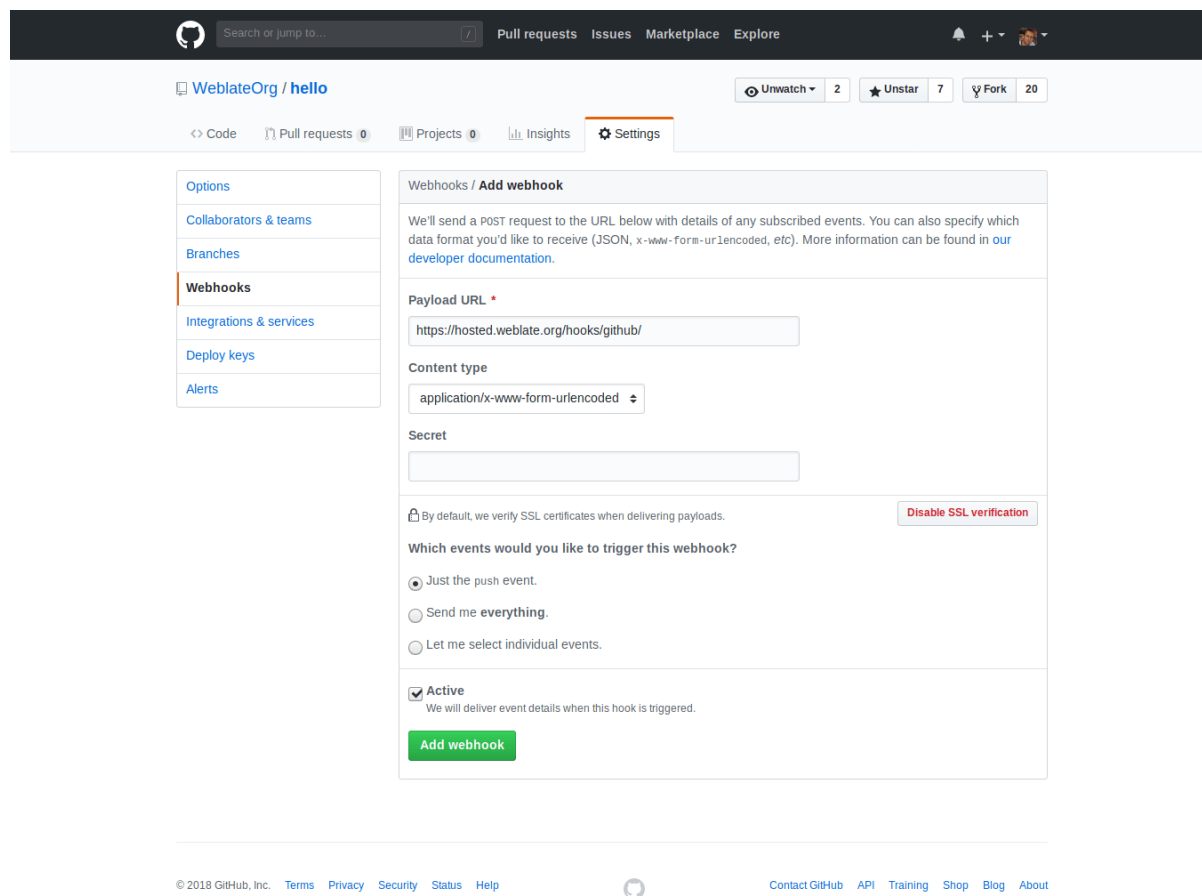 Search or jump to… / Pull requests Issues Marketplace Explore
WeblateOrg / hello Unwatch 2 Unstar 7 Fork 20
Code Pull requests 0 Projects 0 Insights Settings
Options
Collaborators & teams
Branches
Webhooks
Integrations & services
Deploy keys
Alerts
Webhooks / Add webhook
We’ll send a POST request to the URL below with details of any subscribed events. You can also specify which
data format you’d like to receive (JSON, x-www-form-urlencoded, etc). More information can be found in our
developer documentation.
Payload URL *
https://hosted.weblate.org/hooks/github/
Content type
application/x-www-form-urlencoded
Secret
By default, we verify SSL certificates when delivering payloads. Disable SSL verification
Which events would you like to trigger this webhook?
Just the push event.
Send me everything.
Let me select individual events.
Active
We will deliver event details when this hook is triggered.
Add webhook
© 2018 GitHub, Inc. Terms Privacy Security Status Help Contact GitHub API Training Shop Blog About